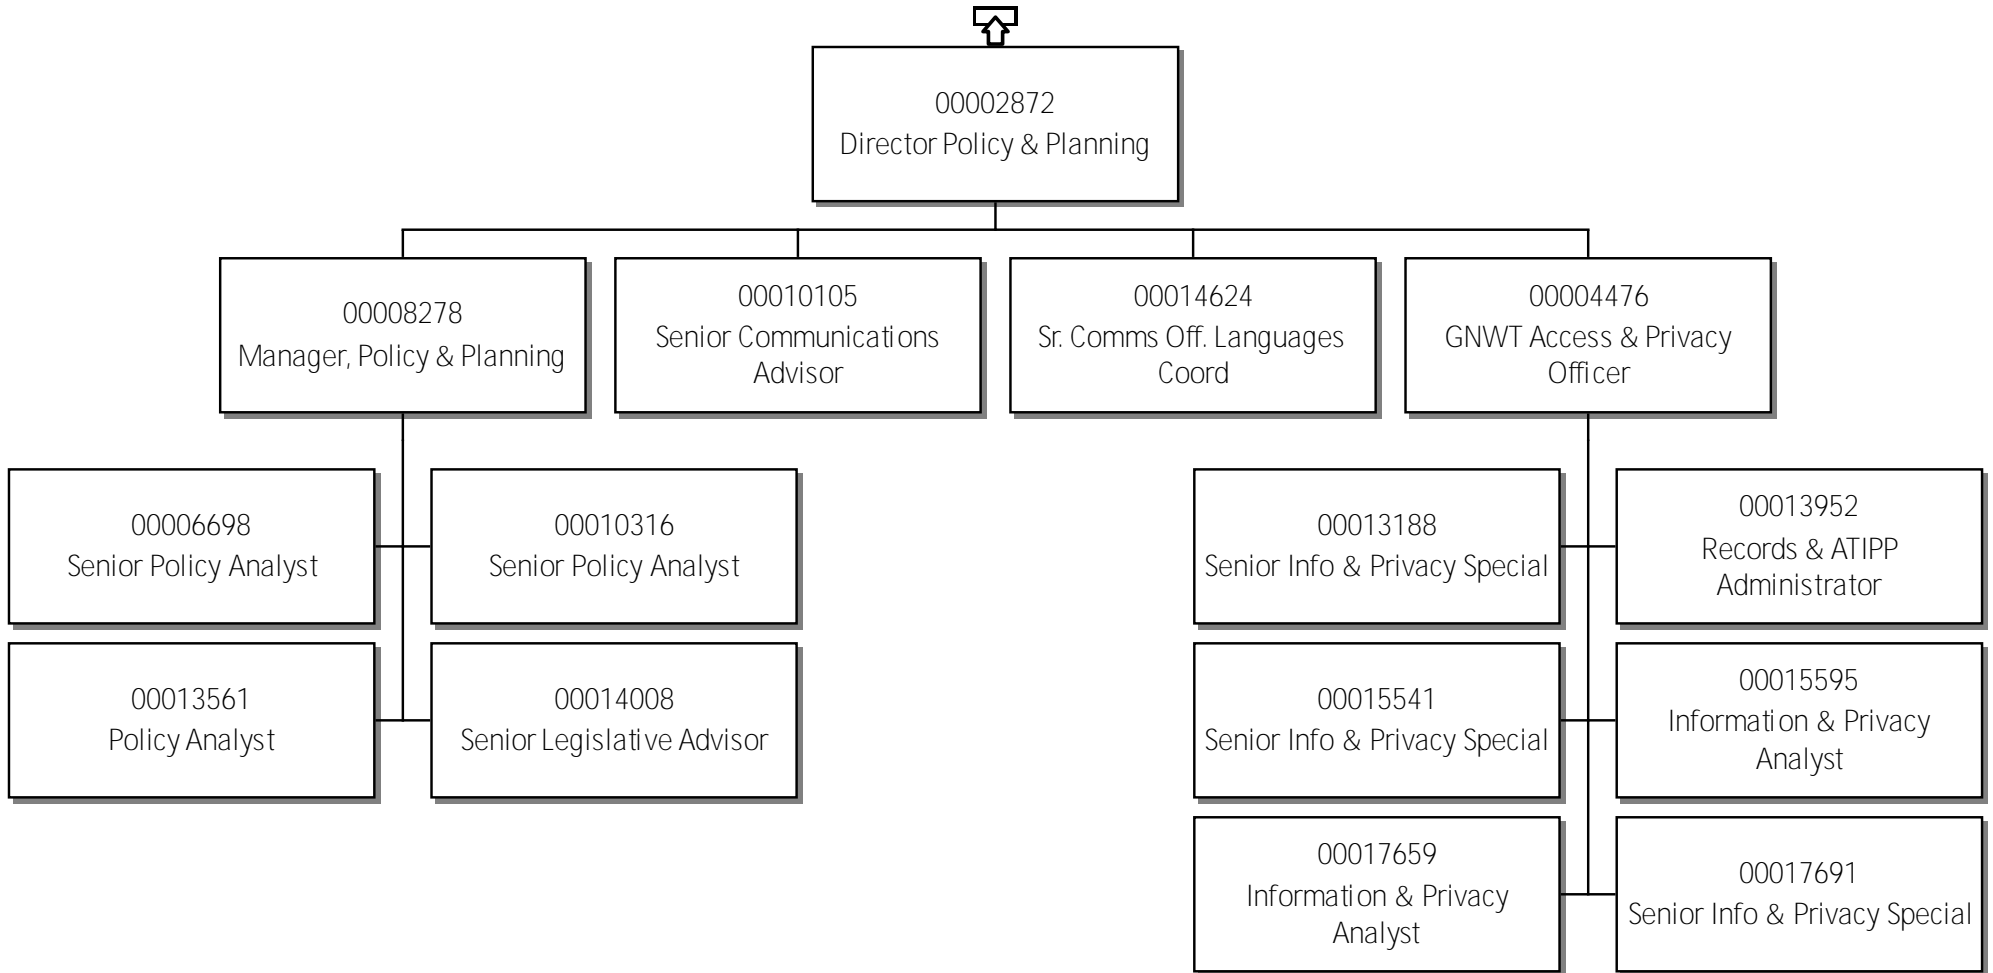 00002872
Director Policy & Planning
00008278
Manager, Policy & Planning
00010105
Senior Communications
Advisor
00014624
Sr. Comms Off. Languages
Coord
00004476
GNWT Access & Privacy
Officer
00006698
Senior Policy Analyst
00010316
Senior Policy Analyst
00013188
Senior Info & Privacy Special
00013952
Records & ATIPP
Administrator
00013561
Policy Analyst
00014008
Senior Legislative Advisor
00015541
Senior Info & Privacy Special
00015595
Information & Privacy
Analyst
00017659
Information & Privacy
Analyst
00017691
Senior Info & Privacy Special